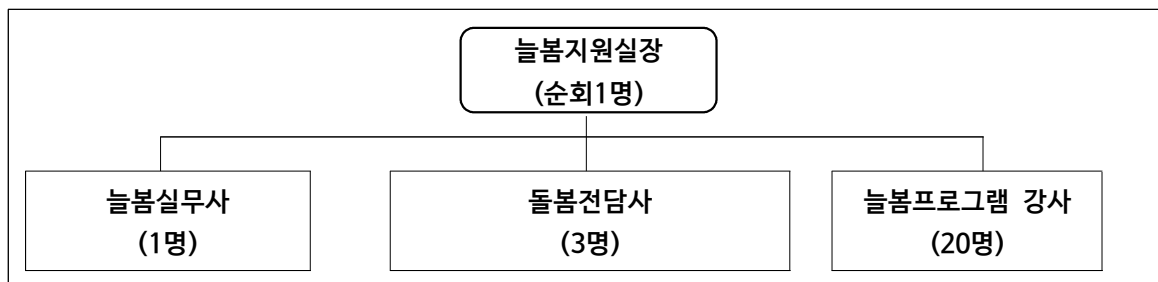 늘봄지원실장
(순회1명)
늘봄실무사
(1명)
돌봄전담사
(3명)
늘봄프로그램 강사
(20명)